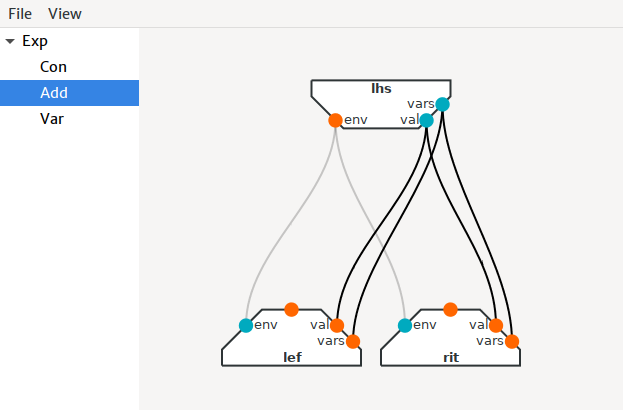 File View
Exp
Con
Add
Var
lhs
vars
env val
env val env val
vars vars
lef rit